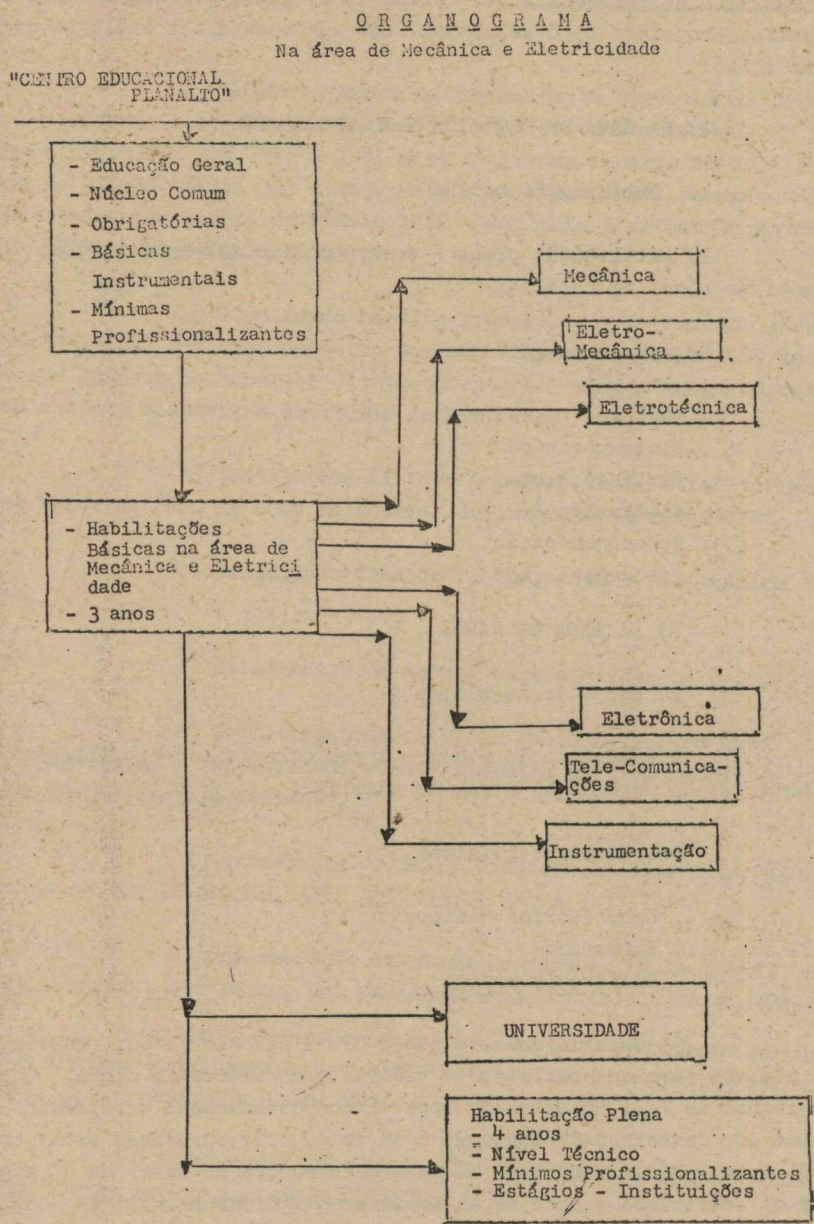 O R G A N O G R A M A
Na área de Mecânica e Eletricidade
"CENTRO EDUCACIONAL
PLANALTO"
- Educação Geral
- Núcleo Comum
- Obrigatórias
- Básicas
Instrumentais
- Mínimas
Profissionalizantes
Mecânica
Eletro-
Mecânica
Eletrotécnica
- Habilitações
Básicas na área de
Mecânica e Eletrici
dade
- 3 anos
Eletrônica
Tele-Comunica-
ções
Instrumentação
UNIVERSIDADE
Habilitação Plena
- 4 anos
- Nível Técnico
- Mínimos Profissionalizantes
- Estágios - Instituições